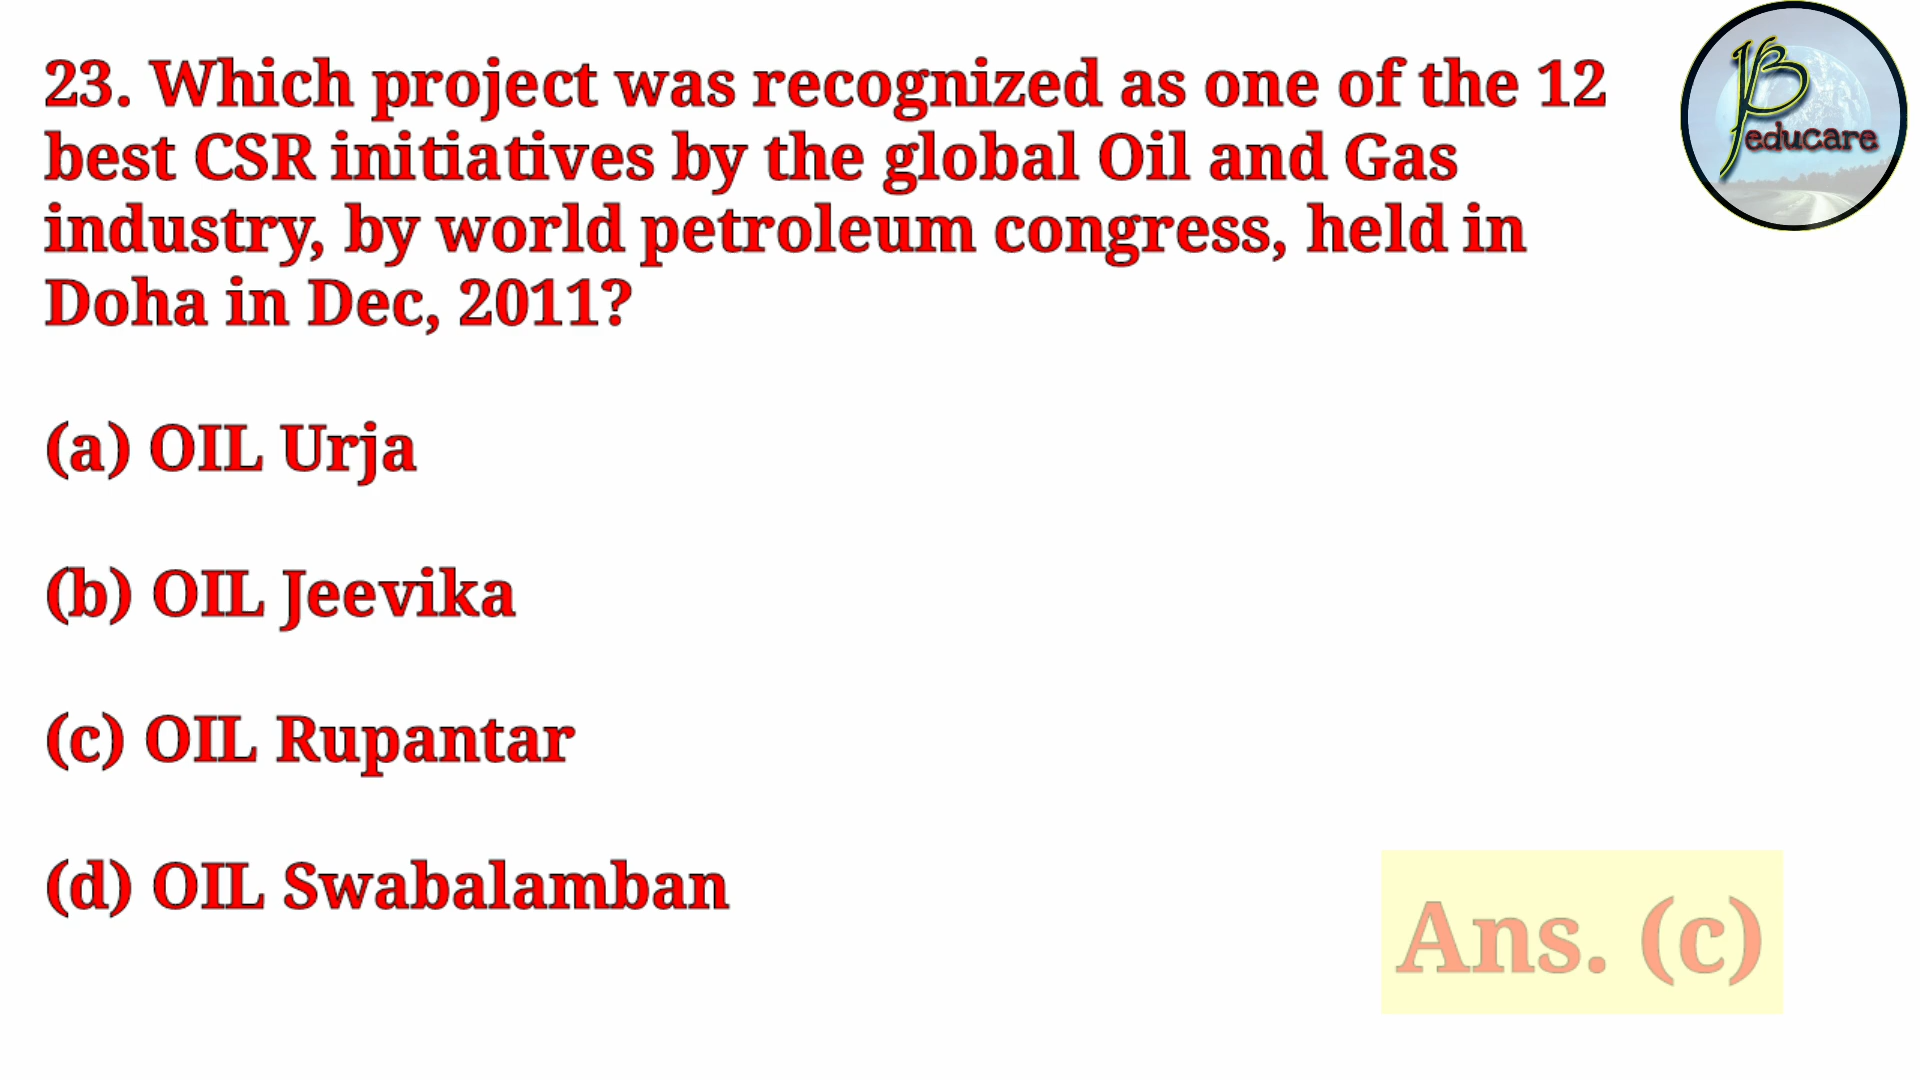 23. Which project was recognized as one of the 12
best CSR initiatives by the global Oil and Gas
industry, by world petroleum congress, held in
Doha in Dec, 2011?
(a) OIL Urja
(b) OIL Jeevika
(c) OIL Rupantar
(d) OIL Swabalamban
Ans. (c)
educare